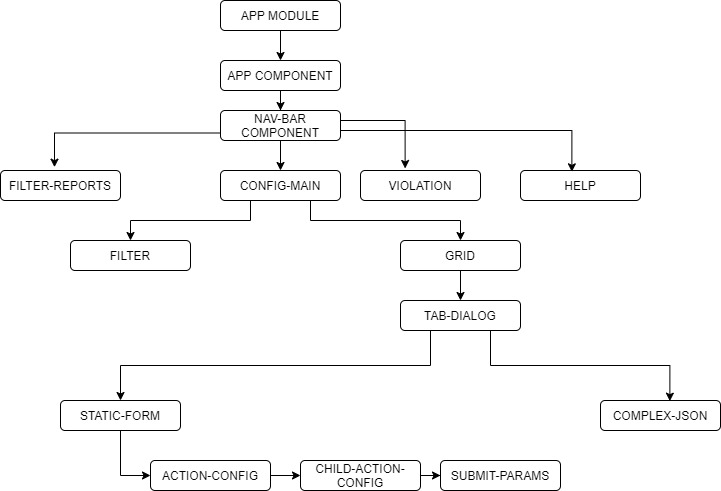 APP MODULE
APP COMPONENT
NAV-BAR
COMPONENT
FILTER-REPORTS
CONFIG-MAIN
VIOLATION
HELP
FILTER
GRID
TAB-DIALOG
STATIC-FORM
COMPLEX-JSON
ACTION-CONFIG
CHILD-ACTION-
CONFIG
SUBMIT-PARAMS